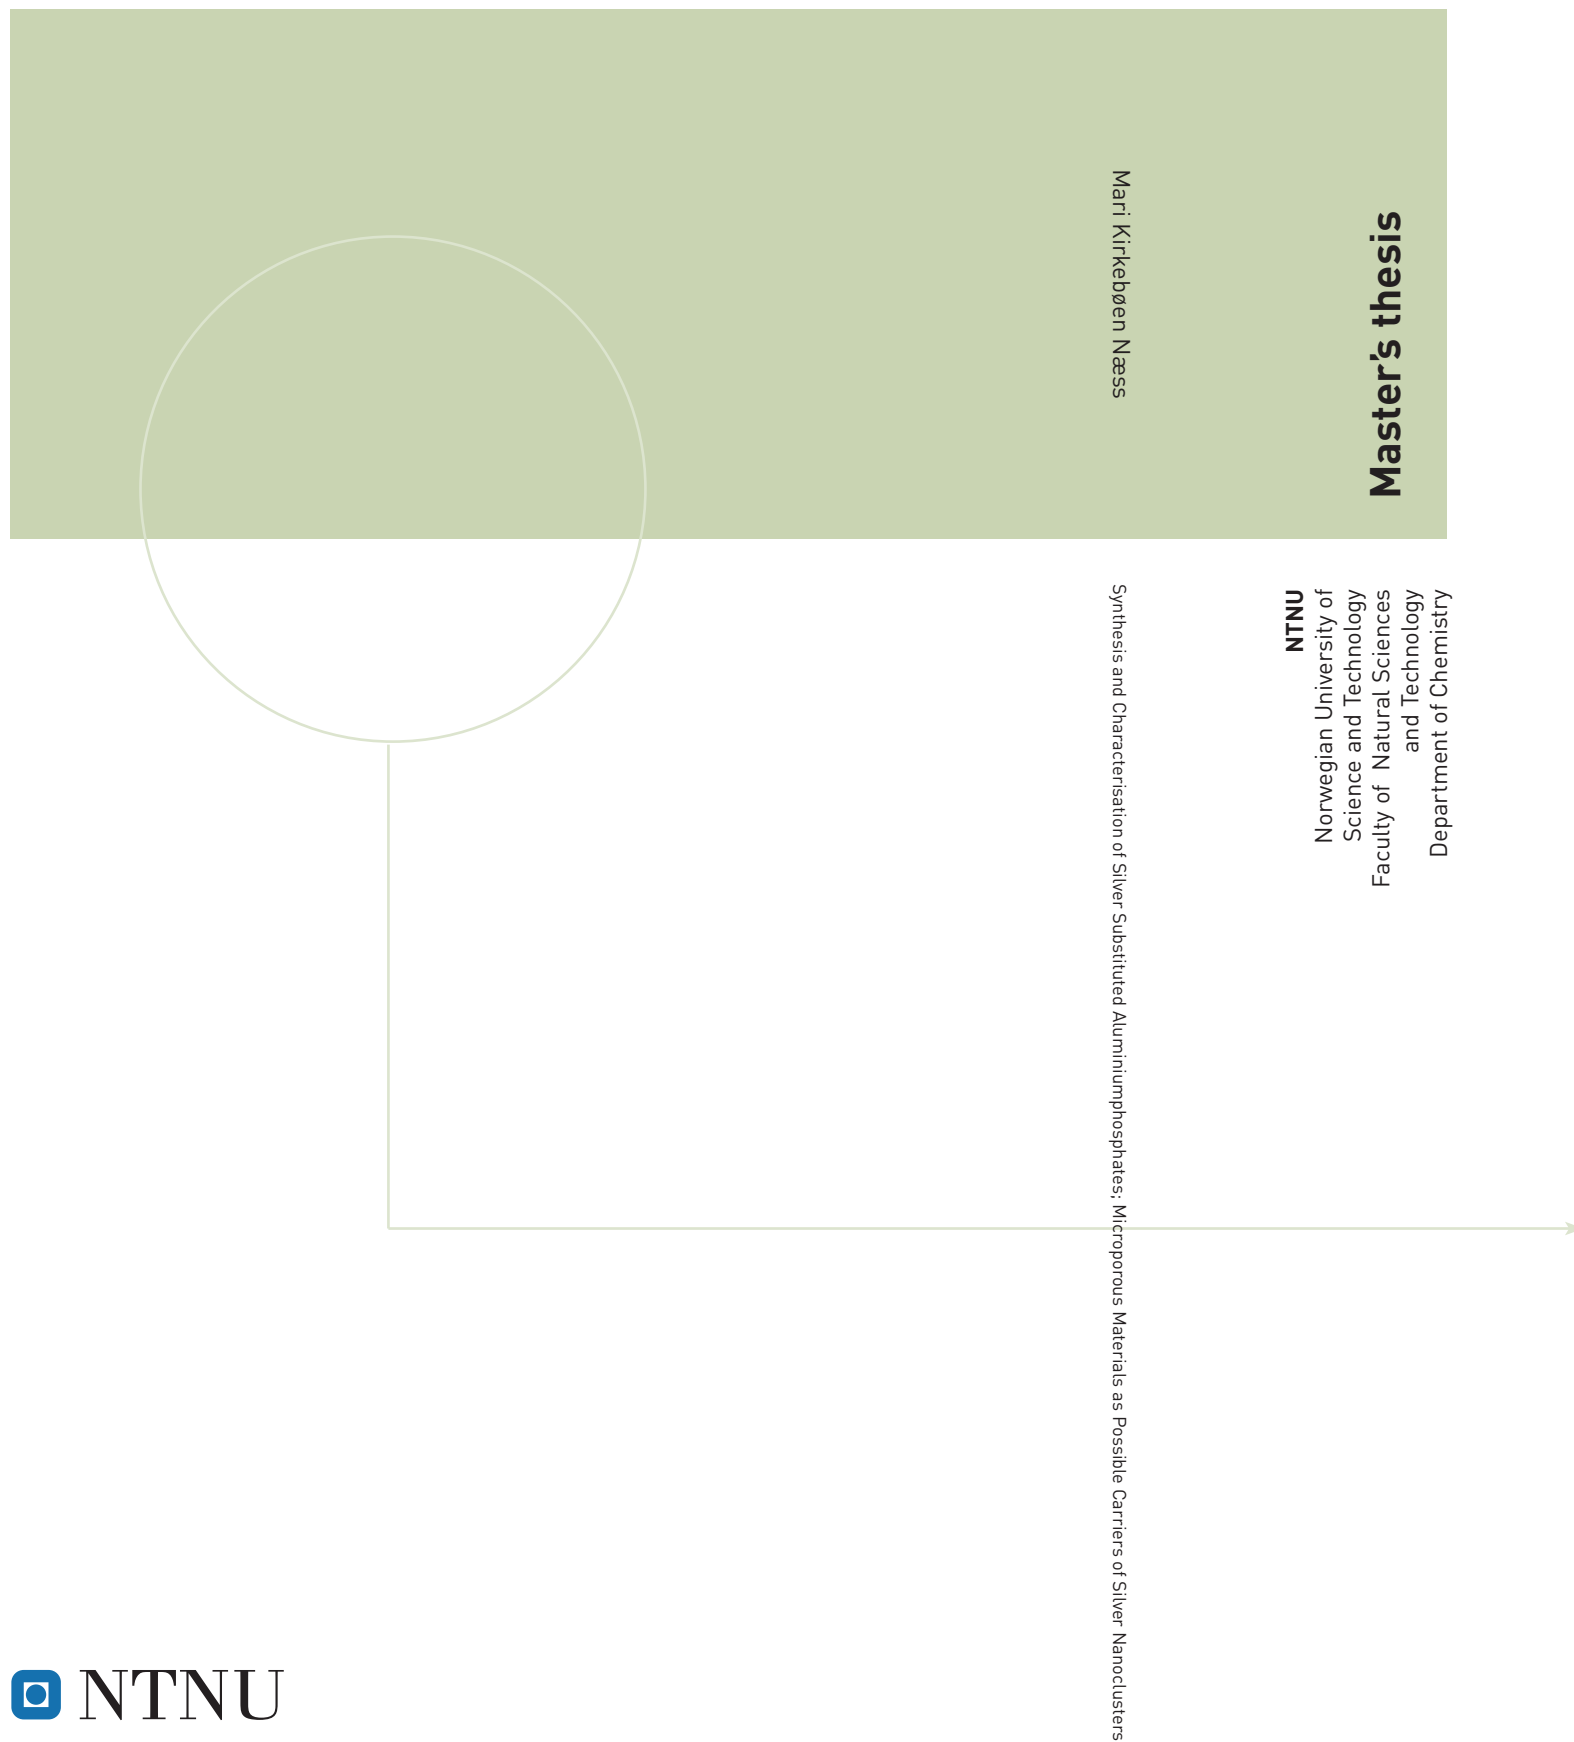 Mari Kirkebøen Næss
Master's thesis
Synthesis and Characterisation of Silver Substituted Aluminiumphosphates; Microporous Materials as Possible Carriers of Silver Nanoclusters
NTNU
Norwegian University of
Science and Technology
Faculty of Natural Sciences
and Technology
Department of Chemistry
NTNU